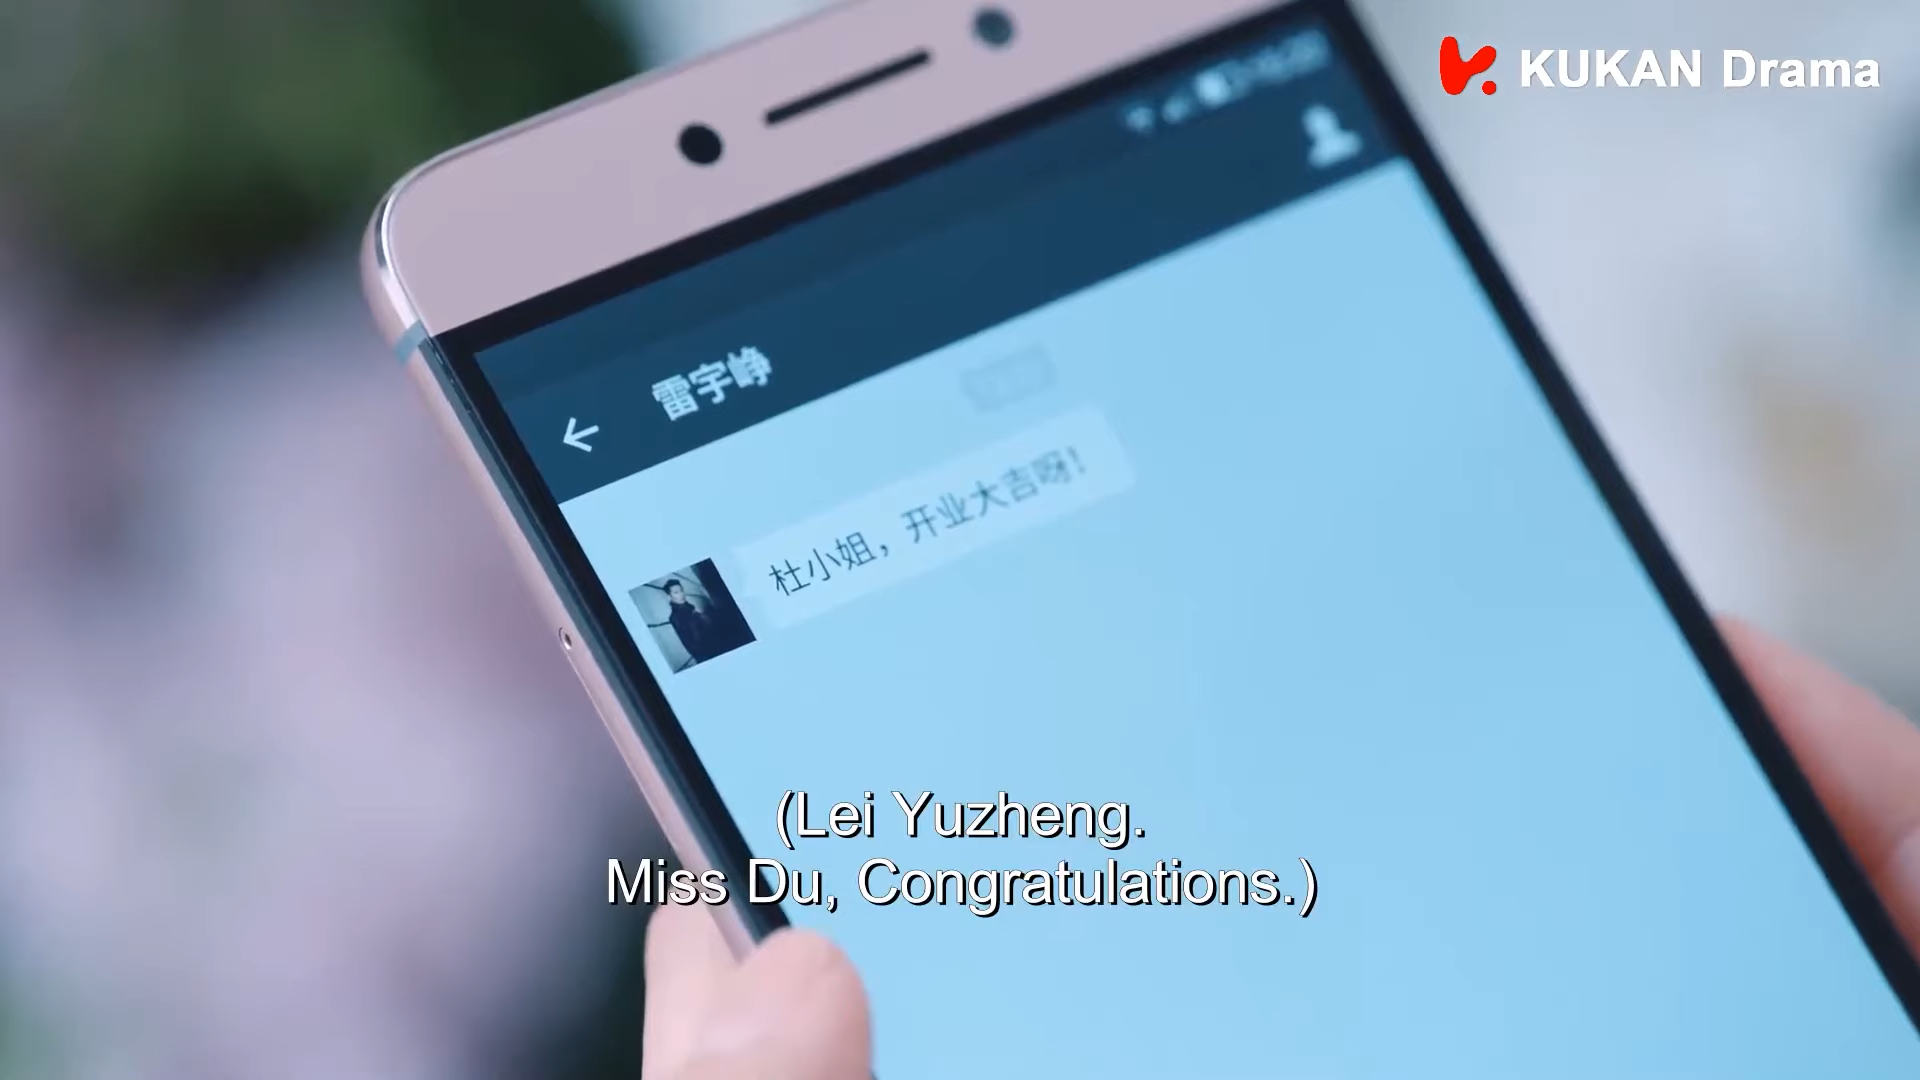 KUKAN Drama
雷宇峥
杜小姐，开业大吉呀！
(Lei Yuzheng.
Miss Du, Congratulations.)